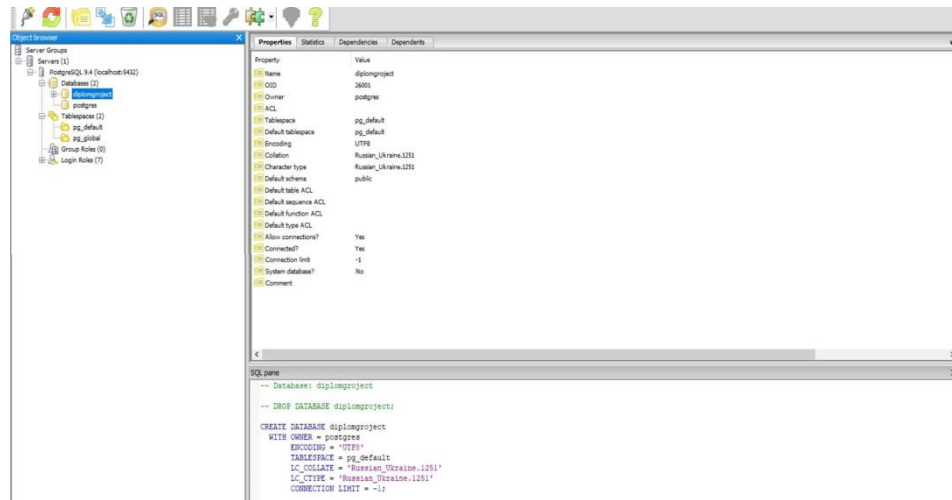 SQL
Object browser
Server Groups
Servers (1)
PostgreSQL 9.4 (localhost:5432)
Databases (2)
diplomgroject
postgres
Tablespaces (2)
pg_default
pg_global
Group Roles (0)
Login Roles (7)
Properties Statistics Dependencies Dependents
Property Value
Name diplomgroject
OID 26001
Owner postgres
ACL
Tablespace pg_default
Default tablespace pg_default
Encoding UTF8
Collation Russian_Ukraine.1251
Character type Russian_Ukraine.1251
Default schema public
Default table ACL
Default sequence ACL
Default function ACL
Default type ACL
Allow connections? Yes
Connected? Yes
Connection limit -1
System database? No
Comment
SQL pane
-- Database: diplomgroject
-- DROP DATABASE diplomgroject;
CREATE DATABASE diplomgroject
WITH OWNER = postgres
ENCODING = 'UTF8'
TABLESPACE = pg_default
LC_COLLATE = 'Russian_Ukraine.1251'
LC_CTYPE = 'Russian_Ukraine.1251'
CONNECTION LIMIT = -1;